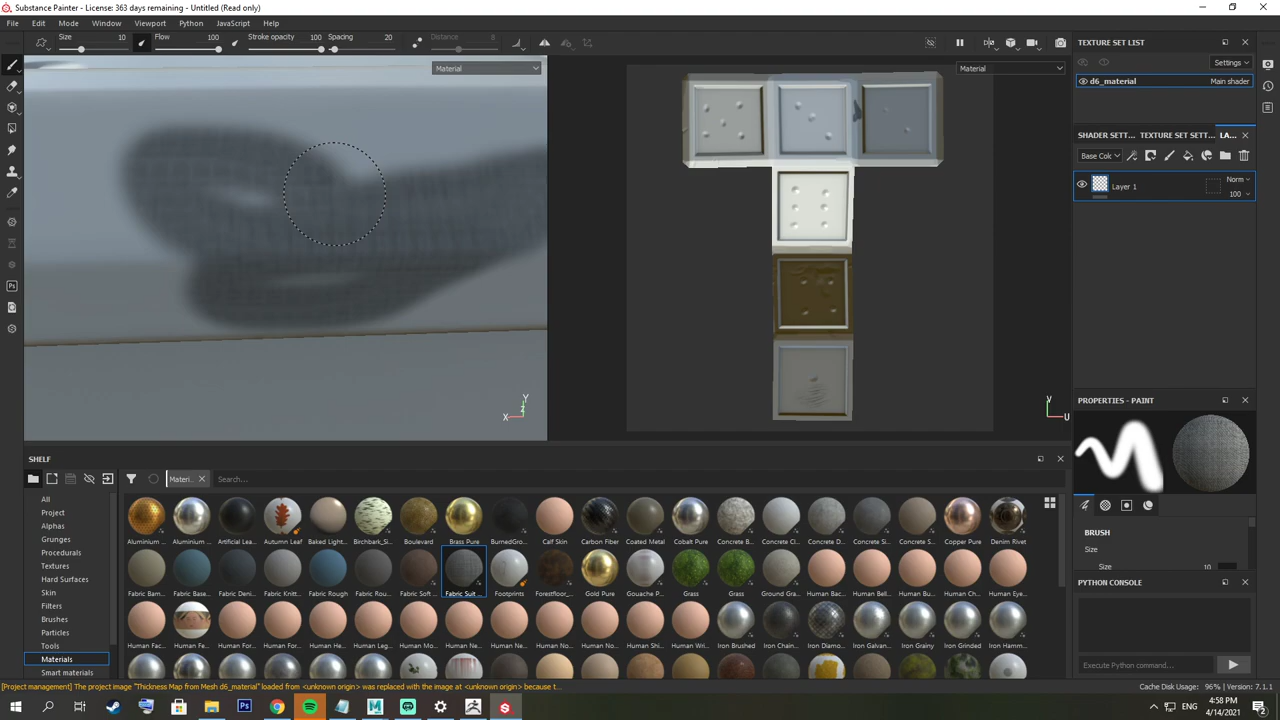 Substance Painter - License: 363 days remaining - Untitled (Read only)
File Edit Mode Window Viewport Python JavaScript Help
Size 10 Flow 100 Stroke opacity 100 Spacing 20 Distance 8
Material
Material
TEXTURE SET LIST
Settings
d6_material Main shader
SHADER SETT... TEXTURE SET SETT... LA...
Base Col
Layer 1 Norm
100
Y
Z
X
V
U
PROPERTIES - PAINT
BRUSH
Size
Size 10
PYTHON CONSOLE
Execute Python command...
SHELF
Materi... Search...
All
Project
Alphas
Grunges
Procedurals
Textures
Hard Surfaces
Skin
Filters
Brushes
Particles
Tools
Materials
Smart materials
Aluminium ... Aluminium ... Artificial Lea... Autumn Leaf Baked Light... Birchbark_Si... Boulevard Brass Pure BurnedGro... Calf Skin Carbon Fiber Coated Metal Cobalt Pure Concrete B... Concrete Cl... Concrete D... Concrete Si... Concrete S... Copper Pure Denim Rivet
Fabric Bam... Fabric Base... Fabric Deni... Fabric Knitt... Fabric Rough Fabric Rou... Fabric Soft ... Fabric Suit ... Footprints Forestfloor_... Gold Pure Gouache P... Grass Grass Ground Gra... Human Bac... Human Bell... Human Bu... Human Ch... Human Eye...
Human Fac... Human Fe... Human For... Human For... Human Hea... Human Leg... Human Mo... Human Ne... Human Ne... Human No... Human No... Human Shi... Human Wri... Iron Brushed Iron Chain... Iron Diamo... Iron Galvan... Iron Grainy Iron Grinded Iron Hamm...
[Project management] The project image "Thickness Map from Mesh d6_material" loaded from <unknown origin> was replaced with the image at <unknown origin> because t...
Cache Disk Usage: 96% | Version: 7.1.1
ENG
4:58 PM
4/14/2021
2